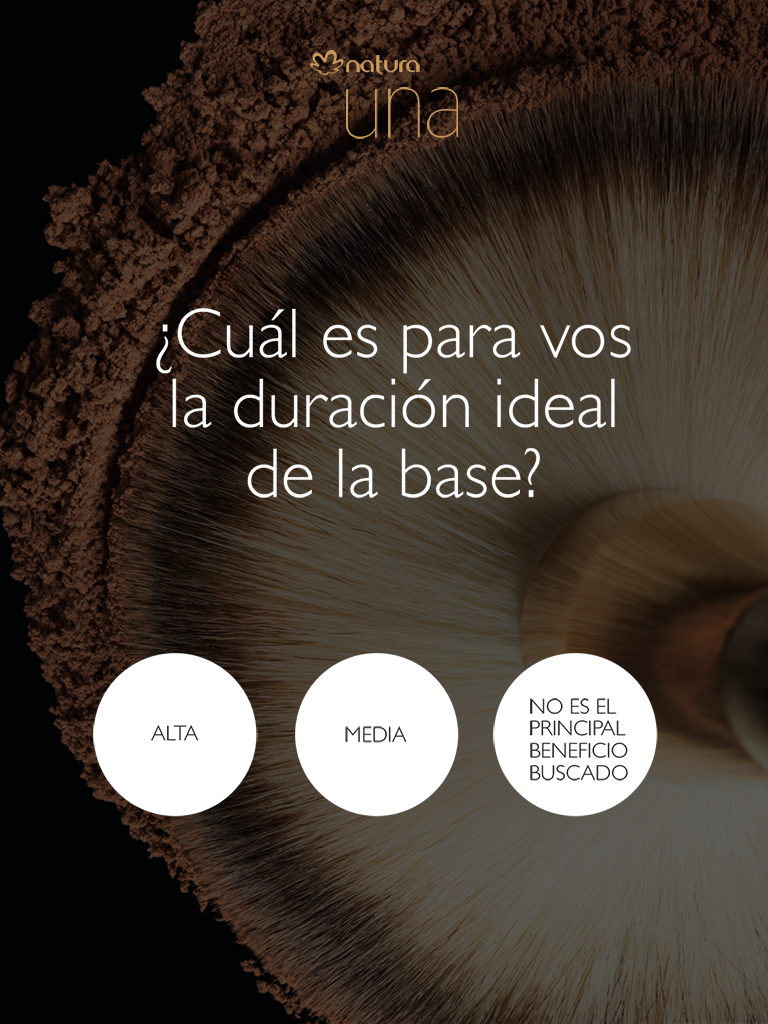 natura
una
¿Cuál es para vos
la duración ideal
de la base?
ALTA
MEDIA
NO ES EL
PRINCIPAL
BENEFICIO
BUSCADO